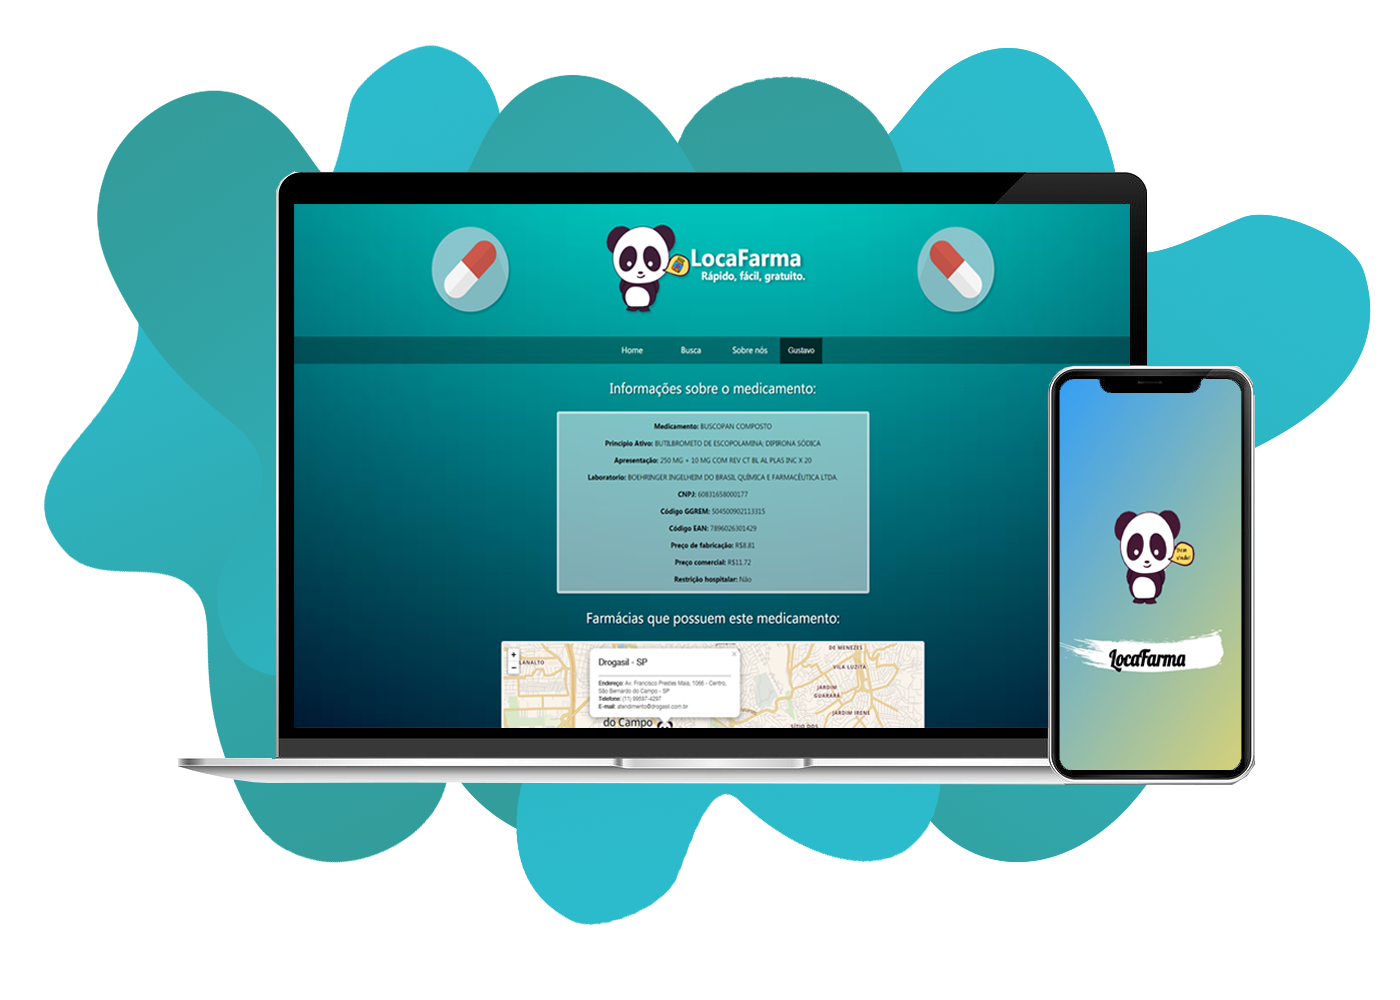 LocaFarma
Rápido, fácil, gratuito.
Home Busca Sobre nós Gustavo
Informações sobre o medicamento:
Medicamento: BUSCOPAN COMPOSTO
Principio Ativo: BUTILBROMETO DE ESCOPOLAMINA; DIPIRONA SÓDICA
Apresentação: 250 MG + 10 MG COM REV CT BL AL PLAS INC X 20
Laboratorio: BOEHRINGER INGELHEIM DO BRASIL QUÍMICA E FARMACÊUTICA LTDA.
CNPJ: 60831658000177
Código GGREM: 504500902113315
Código EAN: 7896026301429
Preço de fabricação: R$8.81
Preço comercial: R$11.72
Restrição hospitalar: Não
Farmácias que possuem este medicamento:
+
−
LANALTO
Drogasil - SP
×
Endereço: Av. Francisco Prestes Maia, 1066 - Centro,
São Bernardo do Campo - SP
Telefone: (11) 99597-4297
E-mail: atendimento@drogasil.com.br
do Campo
DE MENEZES
VILA LUZITA
JARDIM
GUARARÁ
JARDIM IRENE
SÍTIO DOS
Bem
vindo!
LocaFarma